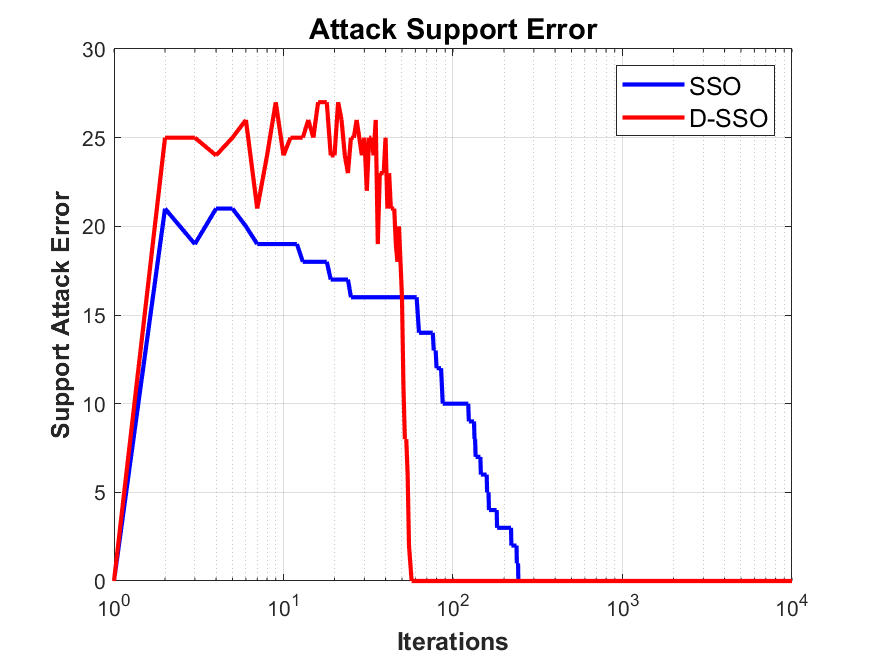 Attack Support Error
SSO
D-SSO
Support Attack Error
30
25
20
15
10
5
0
10^0 10^1 10^2 10^3 10^4
Iterations